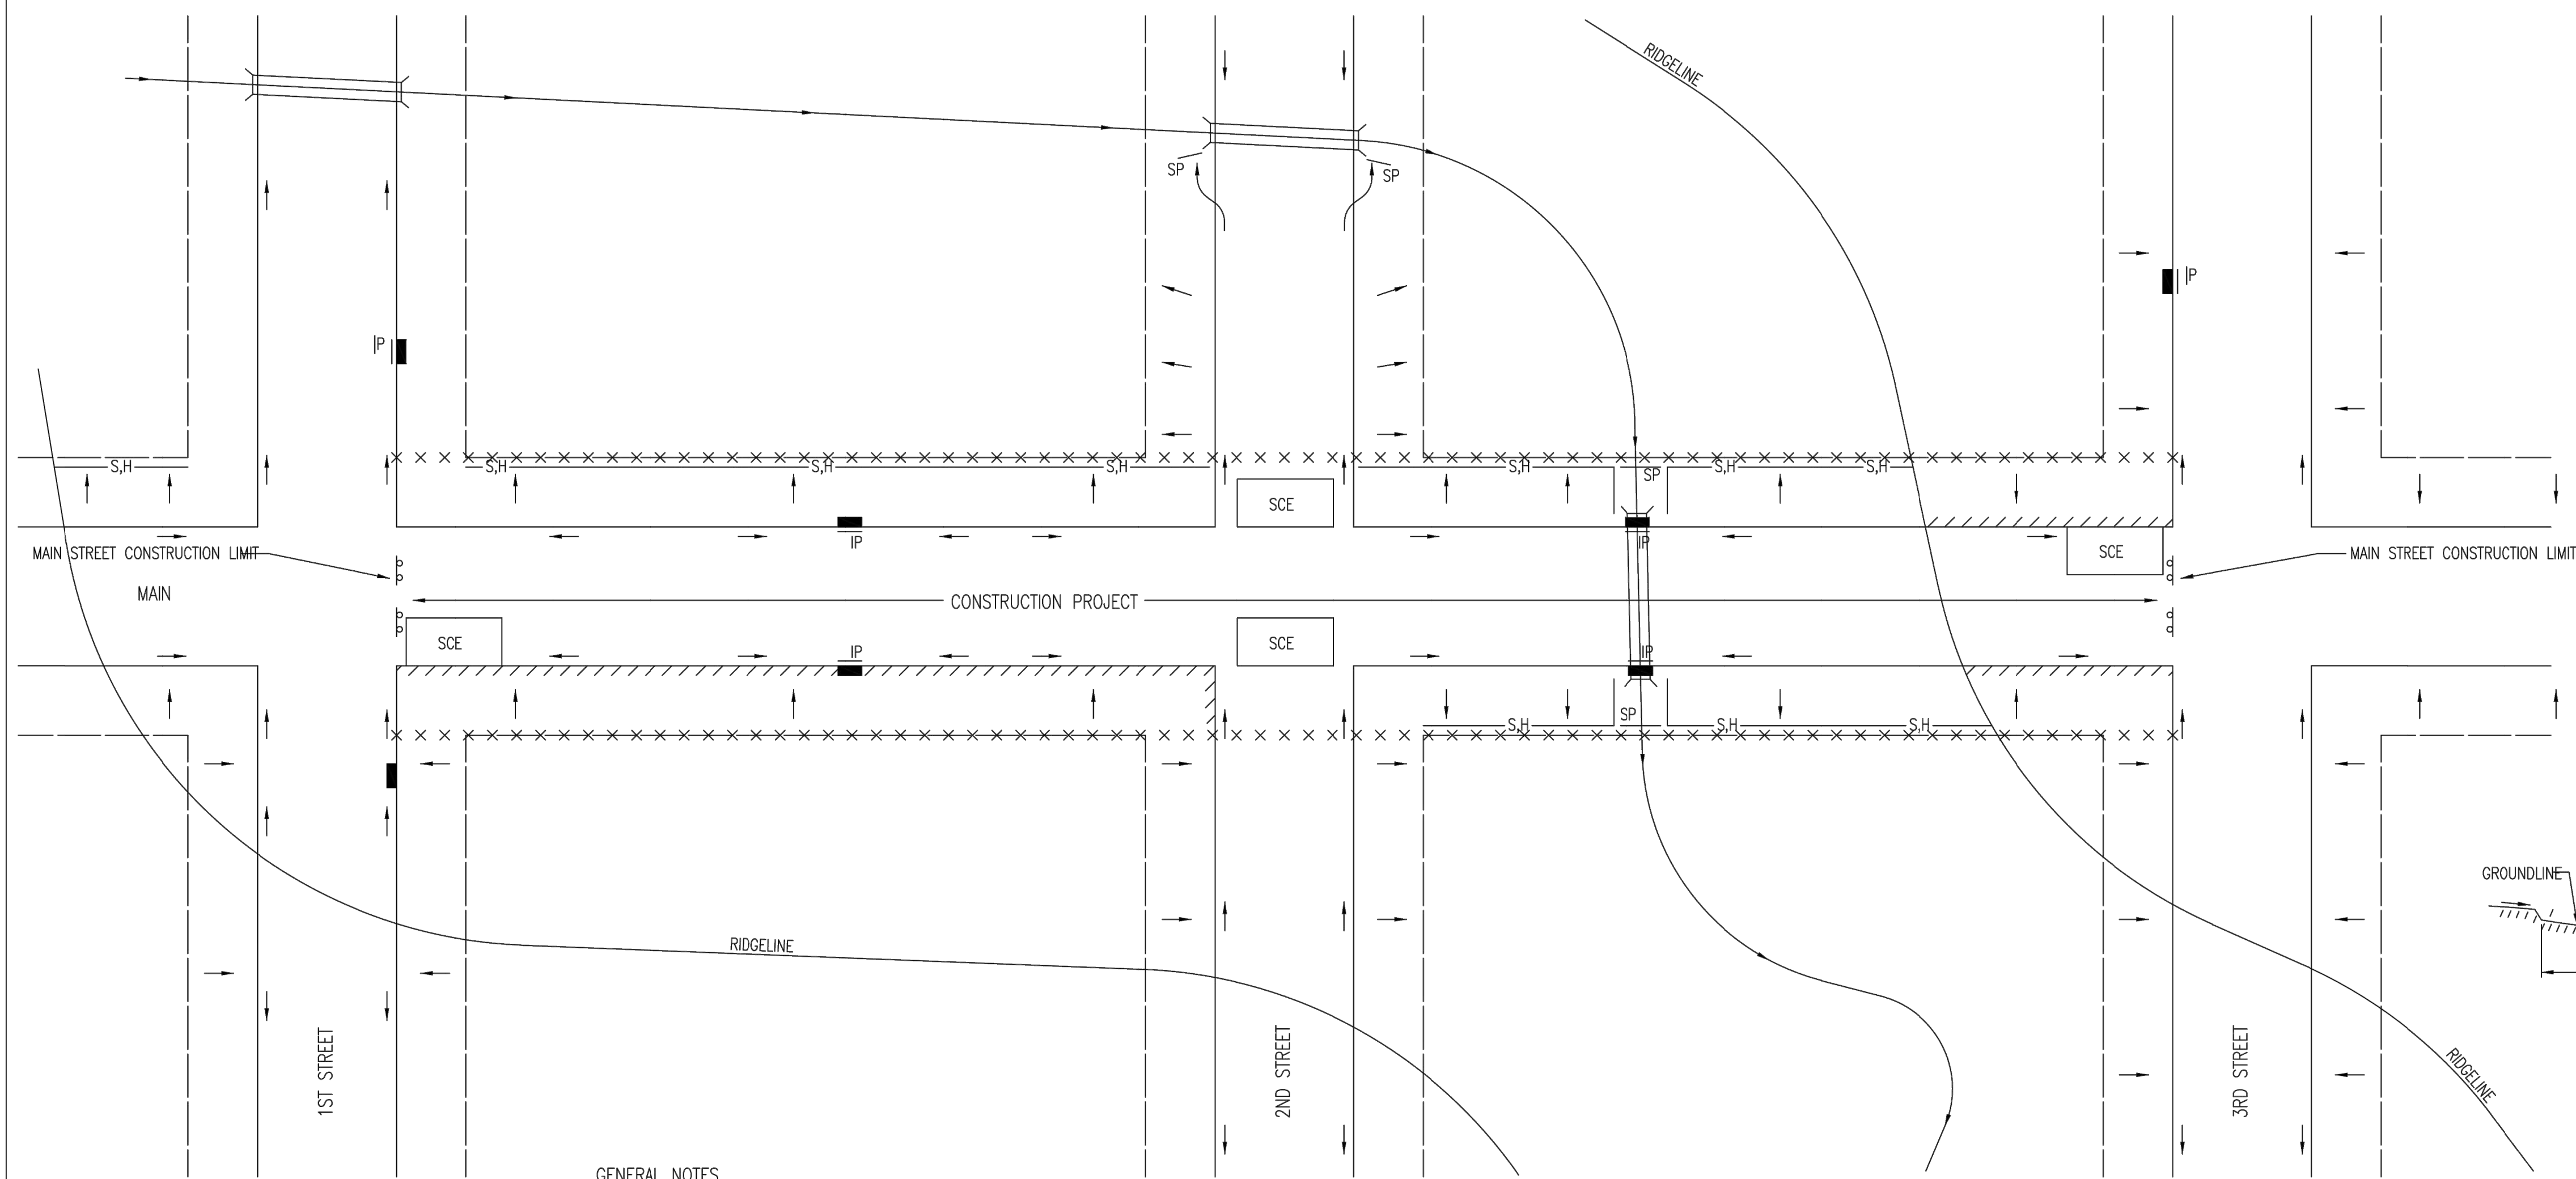 RIDGELINE
SP
SP
IP
IP
S,H
S,H
S,H
S,H
S,H
S,H
S,H
SP
SCE
IP
IP
SCE
MAIN STREET CONSTRUCTION LIMIT
MAIN STREET CONSTRUCTION LIMIT
MAIN
CONSTRUCTION PROJECT
SCE
SCE
IP
IP
SP
S,H
S,H
S,H
GROUNDLINE
RIDGELINE
1ST STREET
2ND STREET
3RD STREET
RIDGELINE
GENERAL NOTES